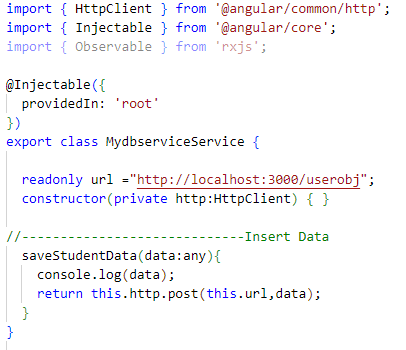 import { HttpClient } from '@angular/common/http';
import { Injectable } from '@angular/core';
import { Observable } from 'rxjs';
@Injectable({
providedIn: 'root'
})
export class MydbserviceService {
readonly url ="http://localhost:3000/userobj";
constructor(private http:HttpClient) { }
//-----------------------------Insert Data
saveStudentData(data:any){
console.log(data);
return this.http.post(this.url,data);
}
}